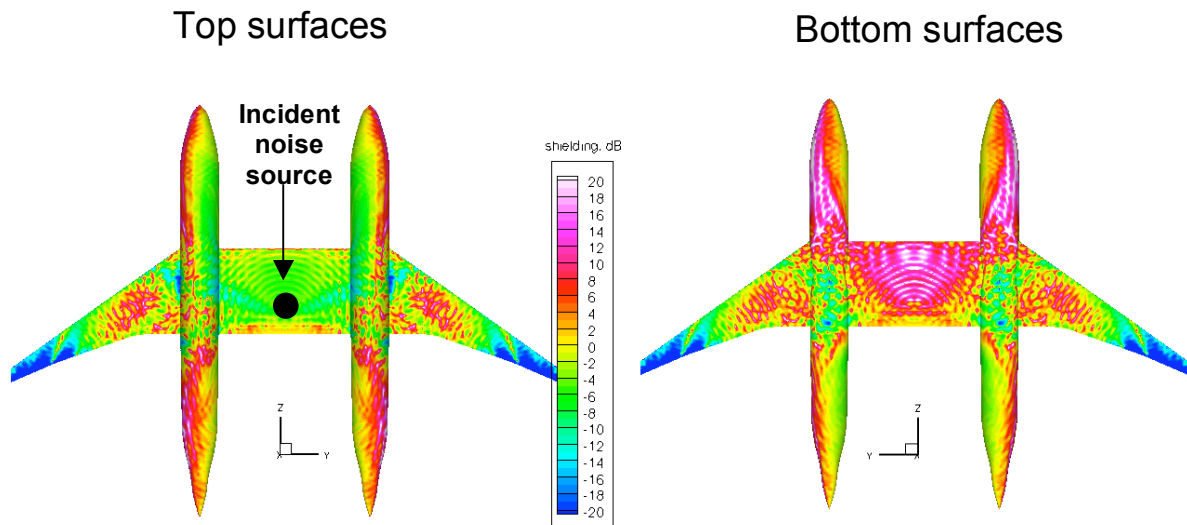 Top surfaces
Bottom surfaces
Incident
noise
source
shielding, dB
20
18
16
14
12
10
8
6
4
2
0
-2
-4
-6
-8
-10
-12
-14
-16
-18
-20
Z
X
Y
Z
Y
X